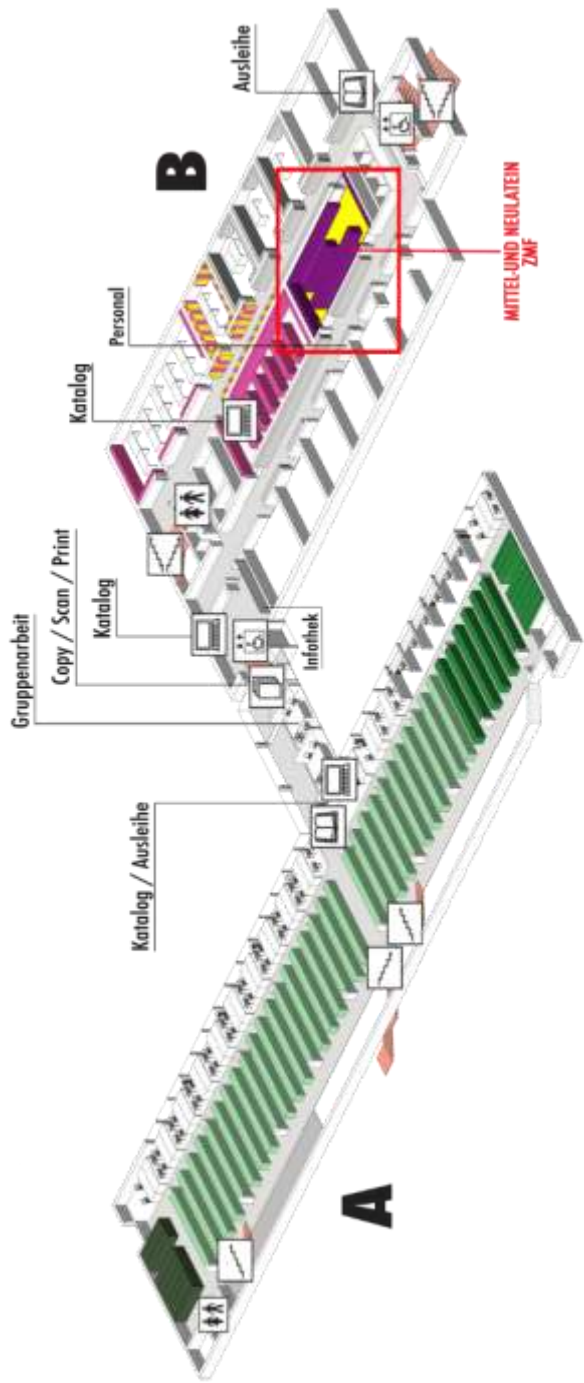 A
B
Katalog / Ausleihe
Gruppenarbeit
Copy / Scan / Print
Katalog
Infothek
Katalog
Personal
Ausleihe
MITTEL-UND NEULATEIN
ZMF